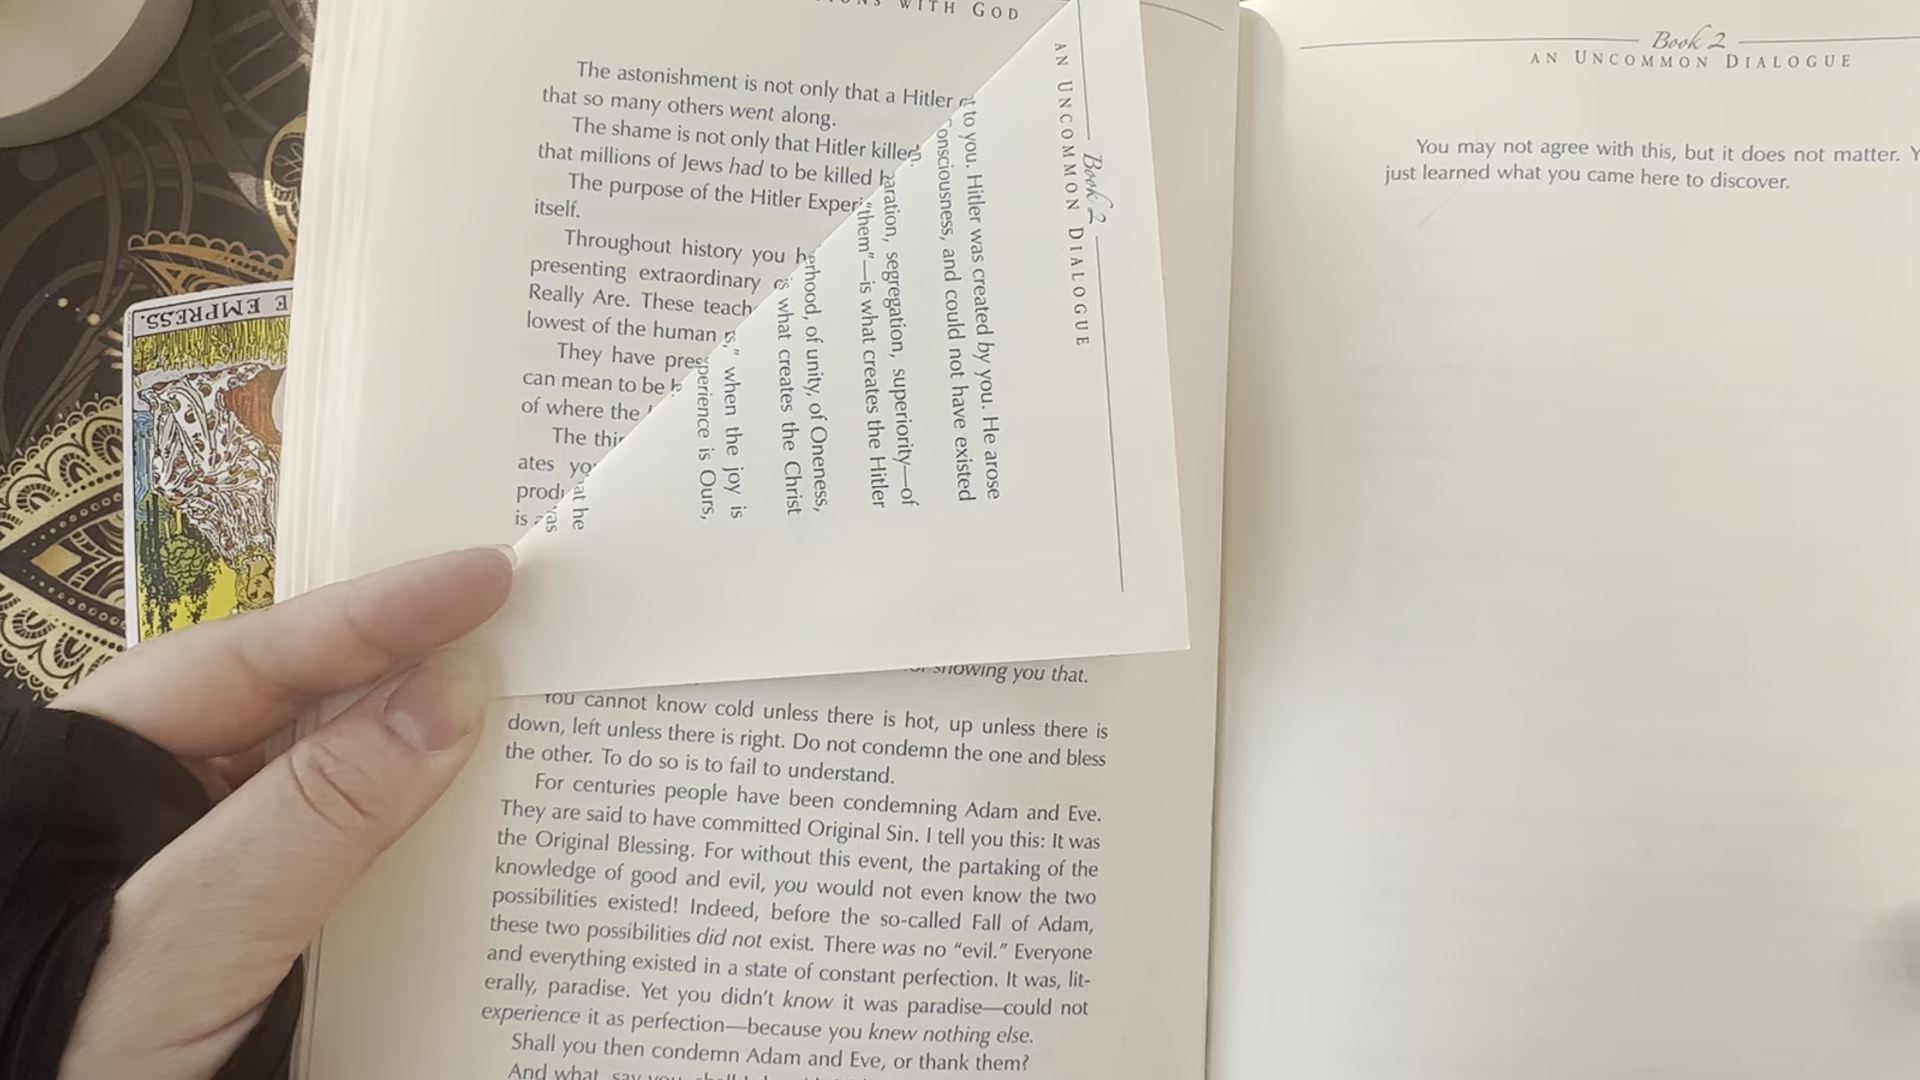 WITH GOD
The astonishment is not only that a Hitler
that so many others went along.
The shame is not only that Hitler killed
that millions of Jews had to be killed
The purpose of the Hitler
itself.
Throughout history you
presenting extraordinary
Really Are. These
lowest of the human
They have
can mean to be
of where the
The
ates
is
showing you that.
You cannot know cold unless there is hot, up unless there is
down, left unless there is right. Do not condemn the one and bless
the other. To do so is to fail to understand.
For centuries people have been condemning Adam and Eve.
They are said to have committed Original Sin. I tell you this: It was
the Original Blessing. For without this event, the partaking of the
knowledge of good and evil, you would not even know the two
possibilities existed! Indeed, before the so-called Fall of Adam,
these two possibilities did not exist. There was no “evil.” Everyone
and everything existed in a state of constant perfection. It was, lit-
erally, paradise. Yet you didn’t know it was paradise—could not
experience it as perfection—because you knew nothing else.
Shall you then condemn Adam and Eve, or thank them?
And what say you
Book 2
AN UNCOMMON DIALOGUE
to you. Hitler was created by you. He arose
onsciousness, and could not have existed
aration, segregation, superiority—of
“them”—is what creates the Hitler
erhood, of unity, of Oneness,
is what creates the Christ
when the joy is
perience is Ours,
at he
was
Book 2
AN UNCOMMON DIALOGUE
You may not agree with this, but it does not matter.
just learned what you came here to discover.
E EMPRESS.